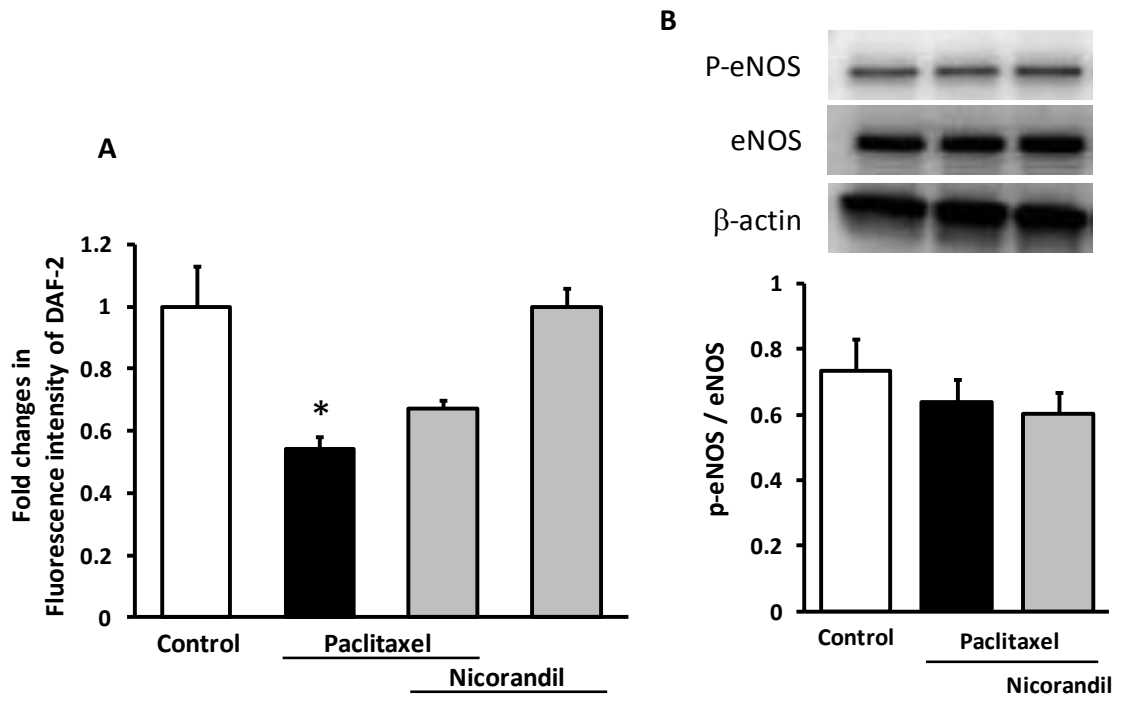 A
Fold changes in
Fluorescence intensity of DAF-2
1.2
1
0.8
0.6
0.4
0.2
0
*
Control
Paclitaxel
Nicorandil
B
P-eNOS
eNOS
β-actin
p-eNOS / eNOS
1
0.8
0.6
0.4
0.2
0
Control
Paclitaxel
Nicorandil